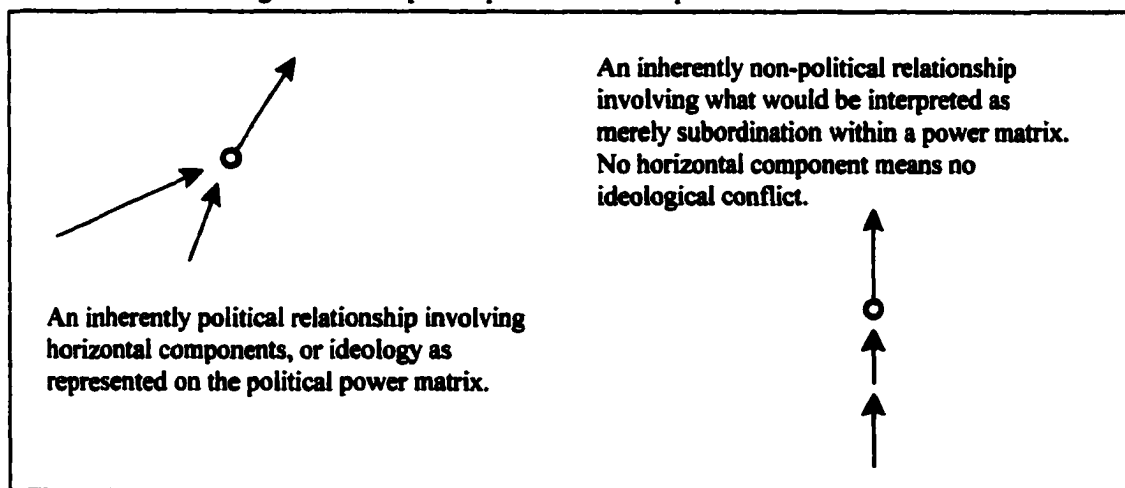 An inherently non-political relationship
involving what would be interpreted as
merely subordination within a power matrix.
No horizontal component means no
ideological conflict.
An inherently political relationship involving
horizontal components, or ideology as
represented on the political power matrix.